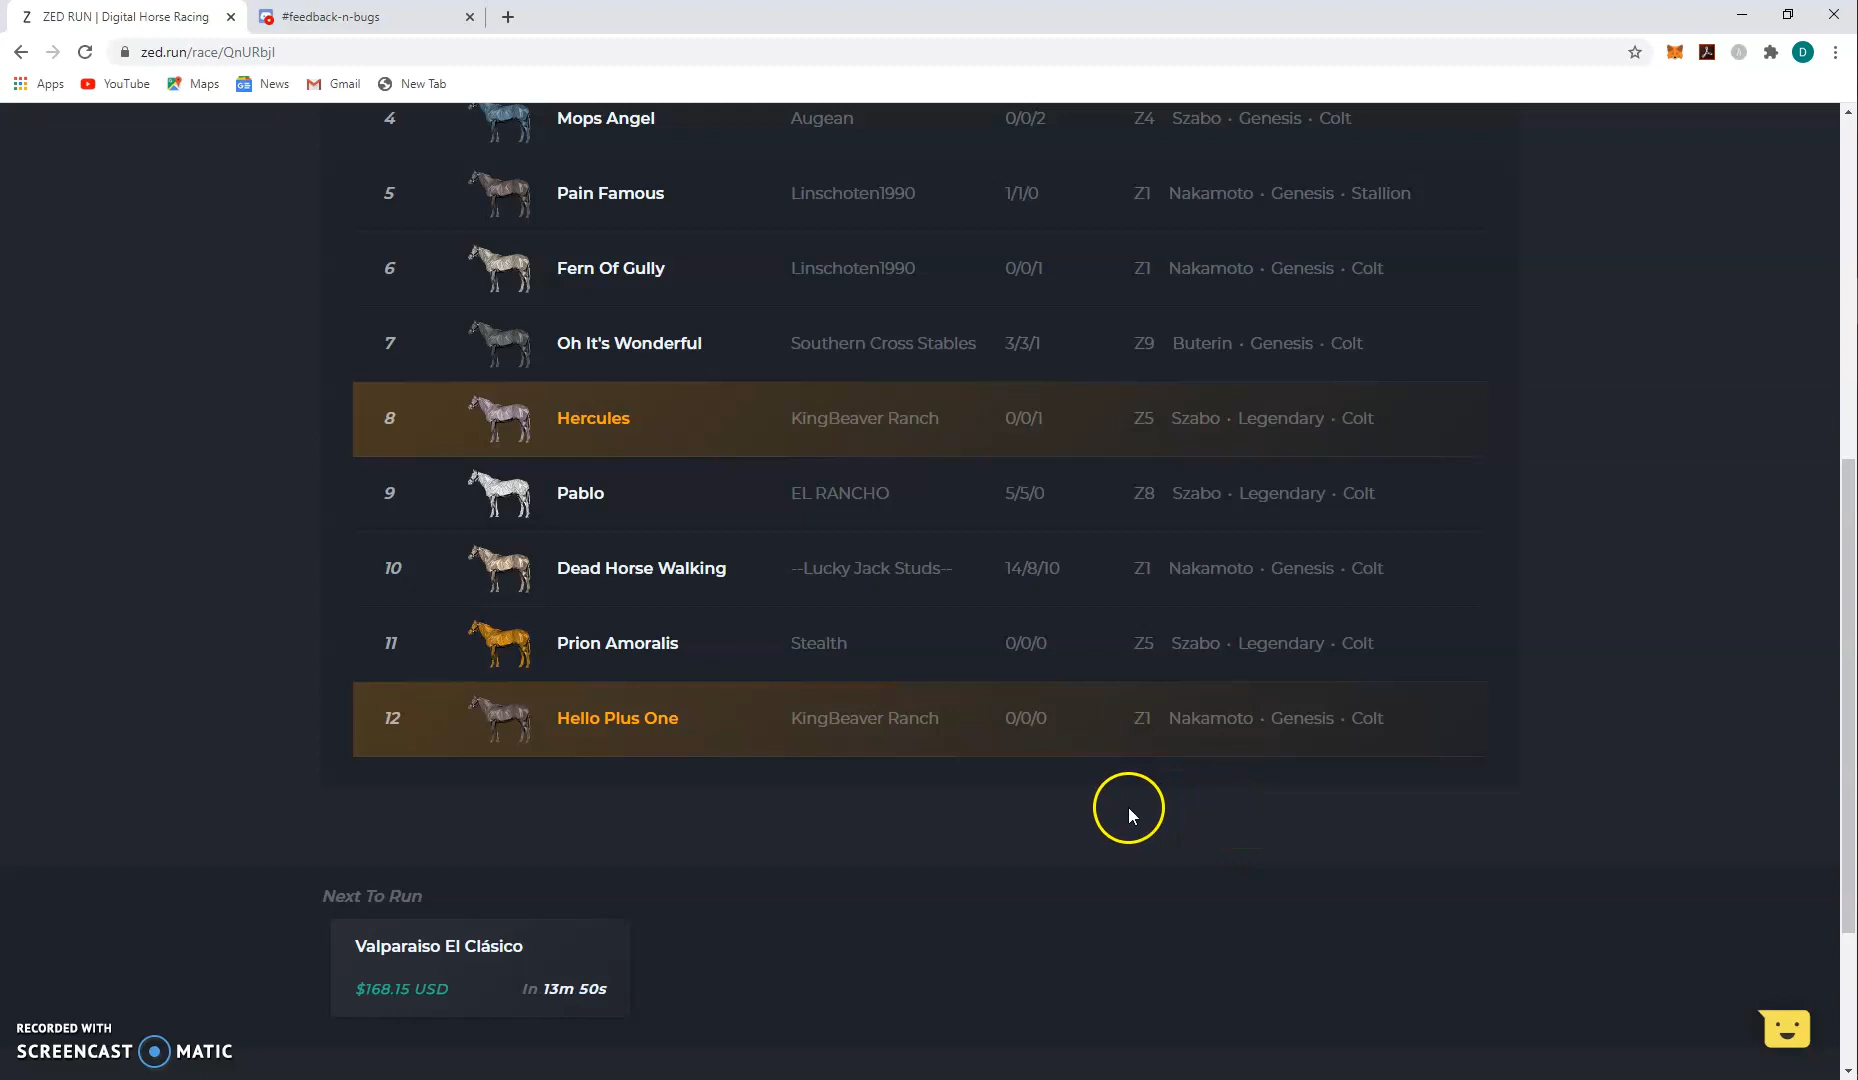 Z ZED RUN | Digital Horse Racing #feedback-n-bugs
zed.run/race/QnURbjl D
Apps YouTube Maps Gmail News New Tab
4 Mops Angel Augean 0/0/2 Z4 Szabo · Genesis · Colt
5 Pain Famous Linschoten1990 1/1/0 Z1 Nakamoto · Genesis · Stallion
6 Fern Of Gully Linschoten1990 0/0/1 Z1 Nakamoto · Genesis · Colt
7 Oh It's Wonderful Southern Cross Stables 3/3/1 Z9 Buterin · Genesis · Colt
8 Hercules KingBeaver Ranch 0/0/1 Z5 Szabo · Legendary · Colt
9 Pablo EL RANCHO 5/5/0 Z8 Szabo · Legendary · Colt
10 Dead Horse Walking --Lucky Jack Studs-- 14/8/10 Z1 Nakamoto · Genesis · Colt
11 Prion Amoralis Stealth 0/0/0 Z5 Szabo · Legendary · Colt
12 Hello Plus One KingBeaver Ranch 0/0/0 Z1 Nakamoto · Genesis · Colt
Next To Run
Valparaiso El Clásico
$168.15 USD In 13m 50s
RECORDED WITH
SCREENCAST MATIC